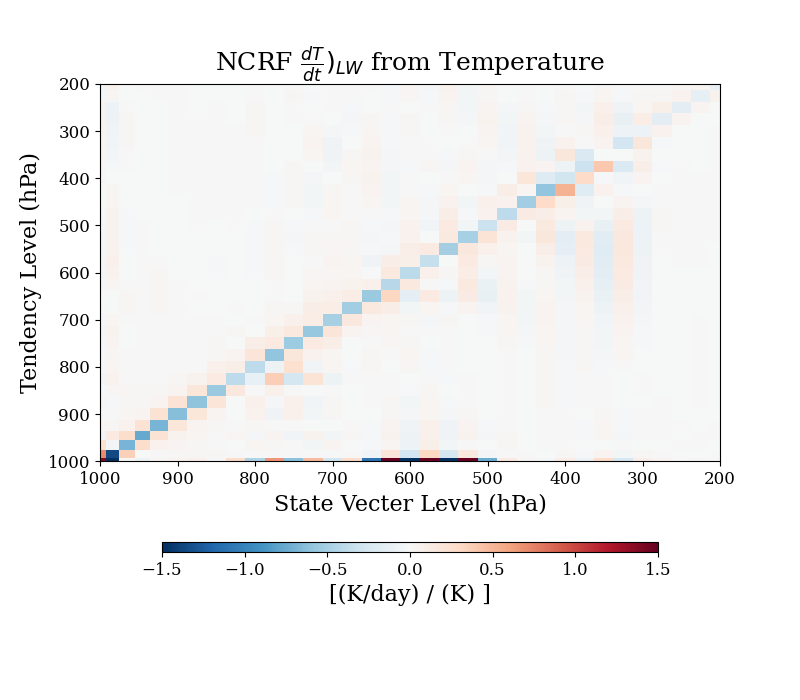 NCRF $\frac{dT}{dt})_{LW}$ from Temperature
200
300
400
500
600
700
800
900
1000
Tendency Level (hPa)
1000 900 800 700 600 500 400 300 200
State Vecter Level (hPa)
−1.5 −1.0 −0.5 0.0 0.5 1.0 1.5
[(K/day) / (K) ]